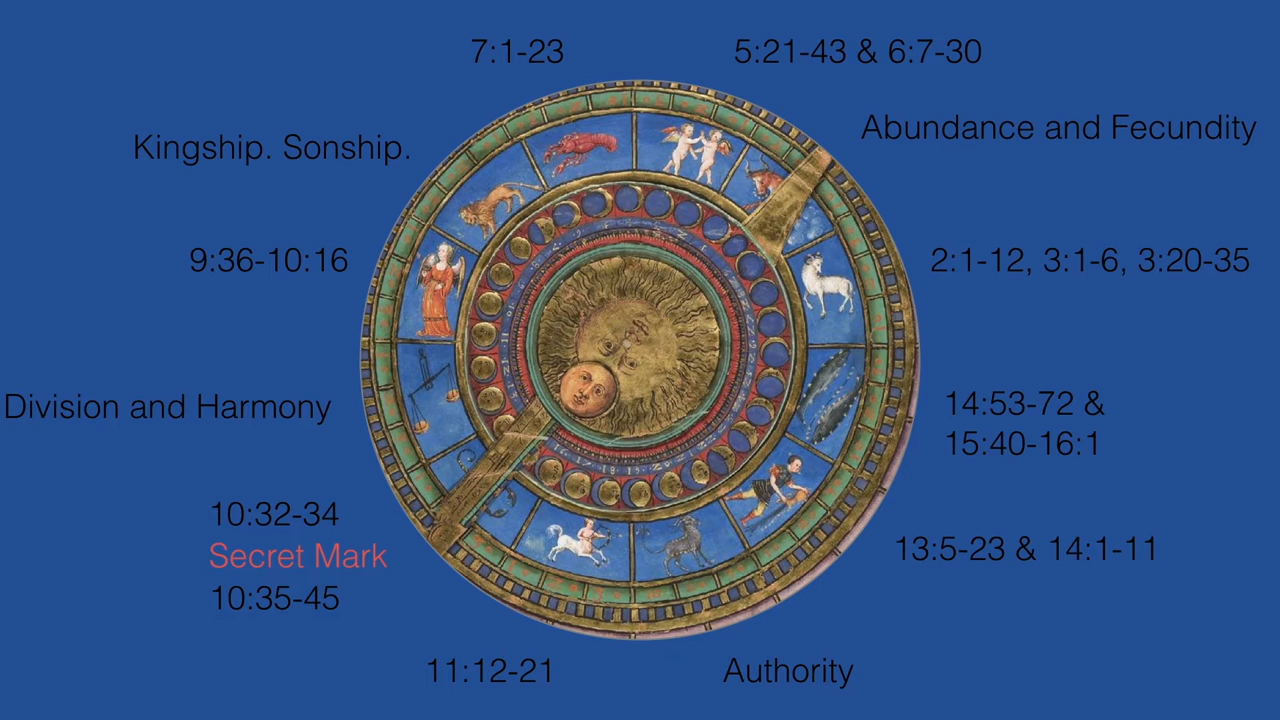 7:1-23
5:21-43 & 6:7-30
Abundance and Fecundity
Kingship. Sonship.
9:36-10:16
2:1-12, 3:1-6, 3:20-35
Division and Harmony
14:53-72 &
15:40-16:1
10:32-34
Secret Mark
10:35-45
13:5-23 & 14:1-11
11:12-21
Authority